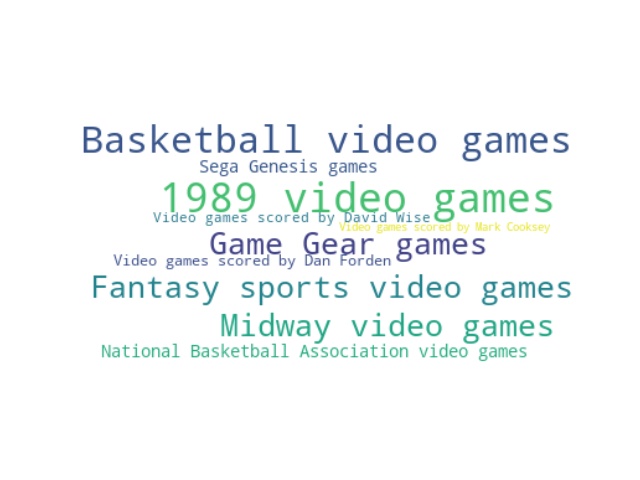 Basketball video games
Sega Genesis games
1989 video games
Video games scored by David Wise
Video games scored by Mark Cooksey
Game Gear games
Video games scored by Dan Forden
Fantasy sports video games
Midway video games
National Basketball Association video games